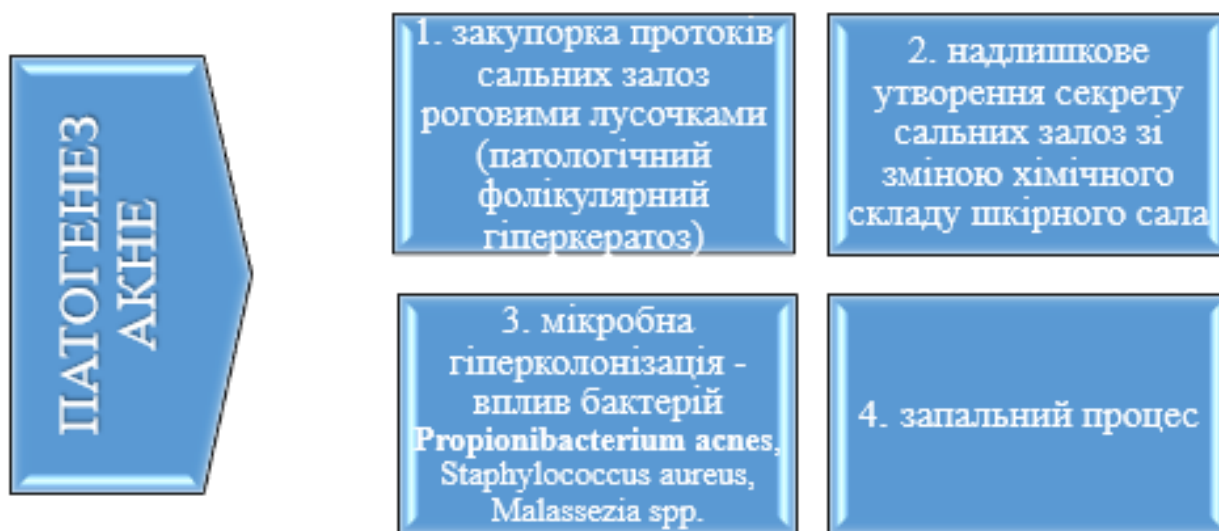 ПАТОГЕНЕЗ
АКНЕ
1. закупорка протоків
сальних залоз
роговими лусочками
(патологічний
фолікулярний
гіперкератоз)
2. надлишкове
утворення секрету
сальних залоз зі
зміною хімічного
складу шкірного сала
3. мікробна
гіперколонізація -
вплив бактерій
Propionibacterium acnes,
Staphylococcus aureus,
Malassezia spp.
4. запальний процес